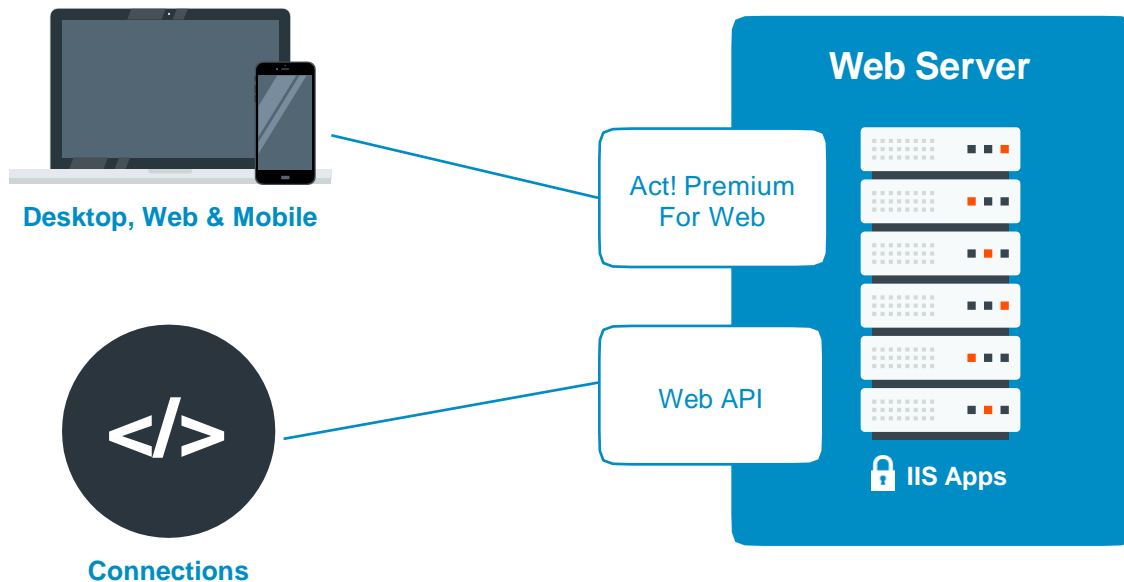 Web Server
Act! Premium
For Web
Desktop, Web & Mobile
Web API
</>
IIS Apps
Connections